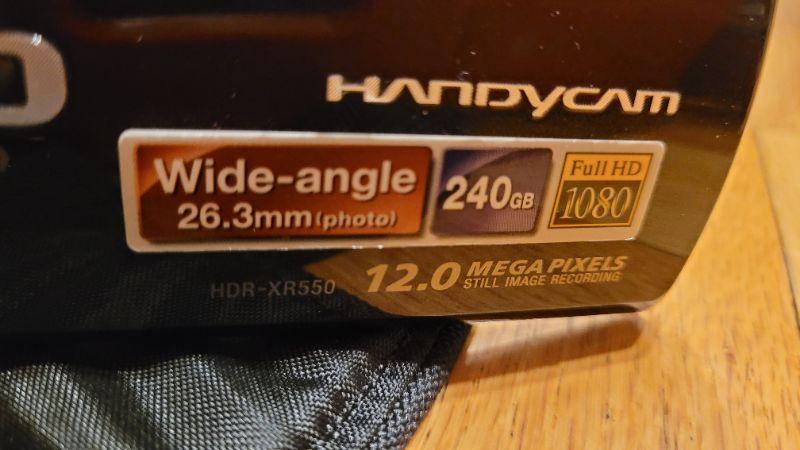 HANDYCAM
Wide-angle
26.3mm(photo)
240GB
Full HD
1080
HDR-XR550
12.0 MEGA PIXELS
STILL IMAGE RECORDING